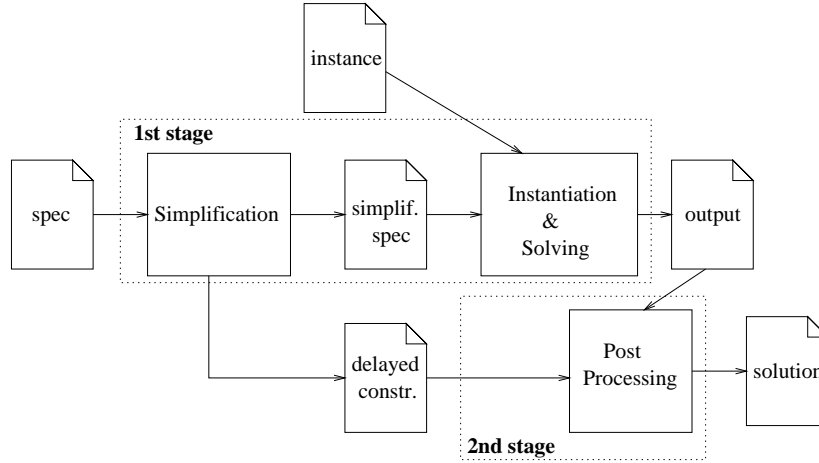 instance
1st stage
spec
Simplification
simplif.
spec
Instantiation
&
Solving
output
delayed
constr.
Post
Processing
solution
2nd stage